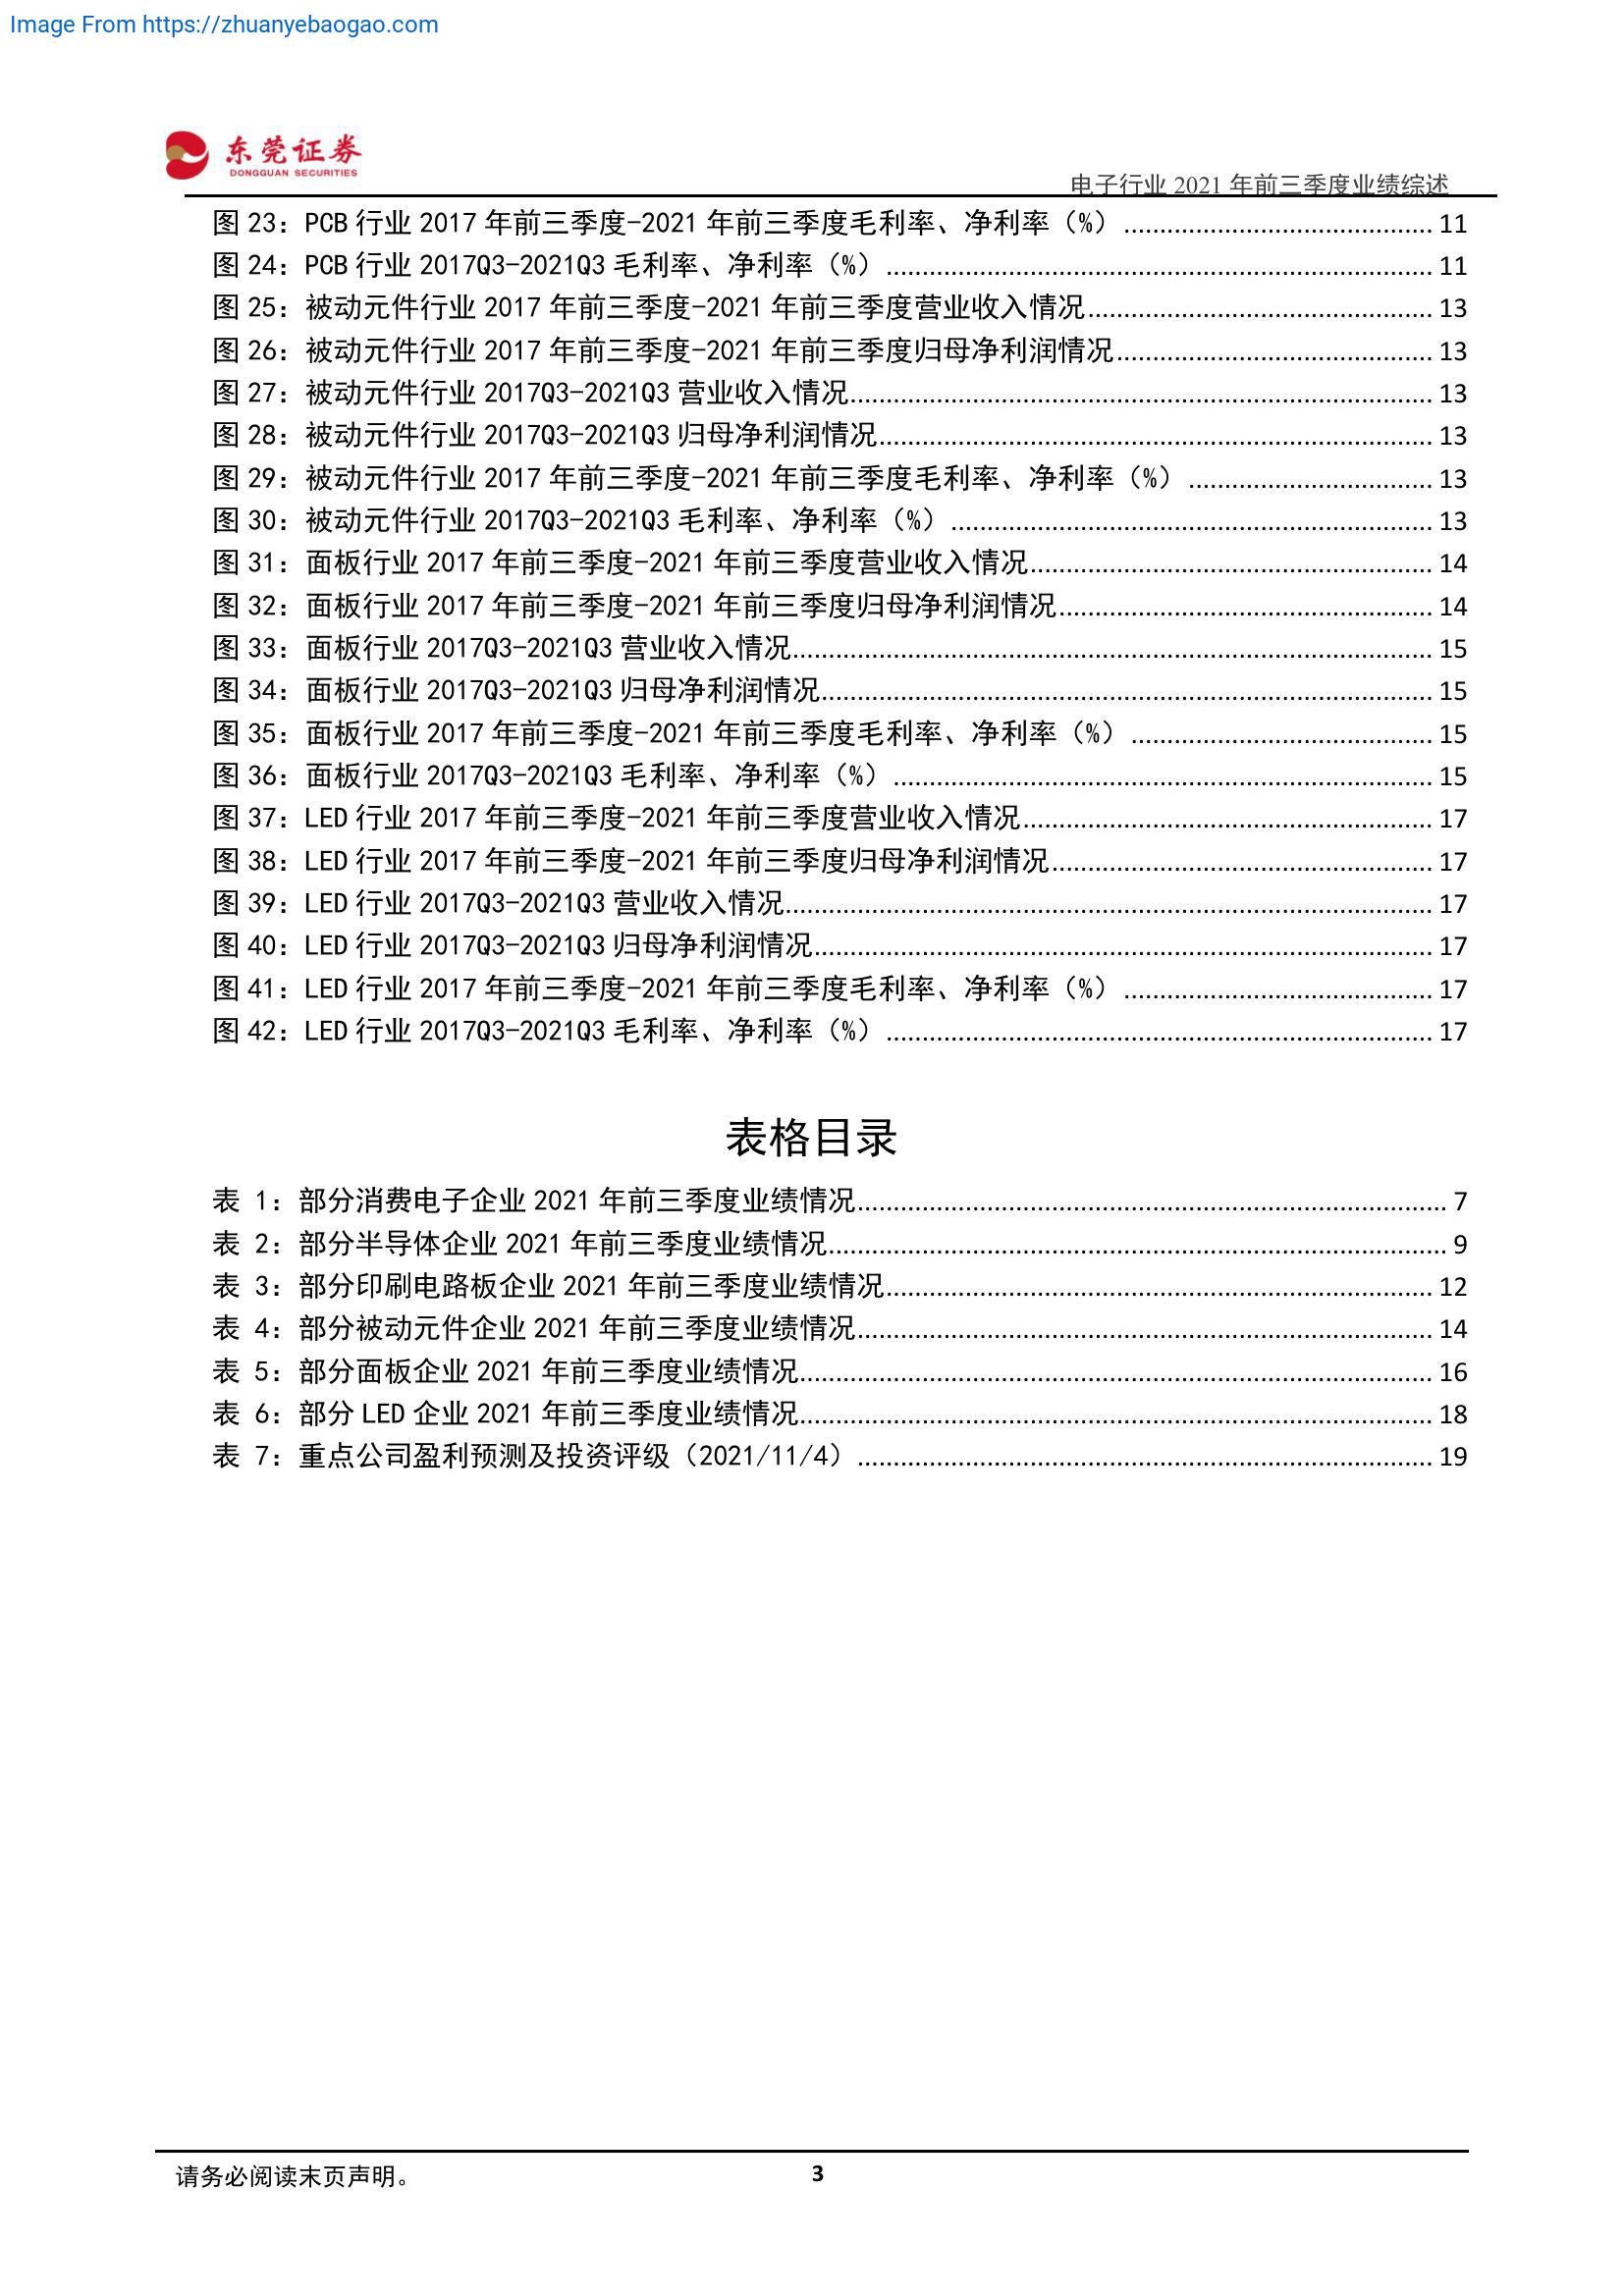 Image From https://zhuanyebaogao.com
东莞证券
DONGGUAN SECURITIES
电子行业 2021 年前三季度业绩综述
图 23：PCB 行业 2017 年前三季度-2021 年前三季度毛利率、净利率（%）.......... 11
图 24：PCB 行业 2017Q3-2021Q3 毛利率、净利率（%）.......... 11
图 25：被动元件行业 2017 年前三季度-2021 年前三季度营业收入情况.......... 13
图 26：被动元件行业 2017 年前三季度-2021 年前三季度归母净利润情况.......... 13
图 27：被动元件行业 2017Q3-2021Q3 营业收入情况.......... 13
图 28：被动元件行业 2017Q3-2021Q3 归母净利润情况.......... 13
图 29：被动元件行业 2017 年前三季度-2021 年前三季度毛利率、净利率（%）.......... 13
图 30：被动元件行业 2017Q3-2021Q3 毛利率、净利率（%）.......... 13
图 31：面板行业 2017 年前三季度-2021 年前三季度营业收入情况.......... 14
图 32：面板行业 2017 年前三季度-2021 年前三季度归母净利润情况.......... 14
图 33：面板行业 2017Q3-2021Q3 营业收入情况.......... 15
图 34：面板行业 2017Q3-2021Q3 归母净利润情况.......... 15
图 35：面板行业 2017 年前三季度-2021 年前三季度毛利率、净利率（%）.......... 15
图 36：面板行业 2017Q3-2021Q3 毛利率、净利率（%）.......... 15
图 37：LED 行业 2017 年前三季度-2021 年前三季度营业收入情况.......... 17
图 38：LED 行业 2017 年前三季度-2021 年前三季度归母净利润情况.......... 17
图 39：LED 行业 2017Q3-2021Q3 营业收入情况.......... 17
图 40：LED 行业 2017Q3-2021Q3 归母净利润情况.......... 17
图 41：LED 行业 2017 年前三季度-2021 年前三季度毛利率、净利率（%）.......... 17
图 42：LED 行业 2017Q3-2021Q3 毛利率、净利率（%）.......... 17
表格目录
表 1：部分消费电子企业 2021 年前三季度业绩情况.......... 7
表 2：部分半导体企业 2021 年前三季度业绩情况.......... 9
表 3：部分印刷电路板企业 2021 年前三季度业绩情况.......... 12
表 4：部分被动元件企业 2021 年前三季度业绩情况.......... 14
表 5：部分面板企业 2021 年前三季度业绩情况.......... 16
表 6：部分 LED 企业 2021 年前三季度业绩情况.......... 18
表 7：重点公司盈利预测及投资评级（2021/11/4）.......... 19
请务必阅读末页声明。
3